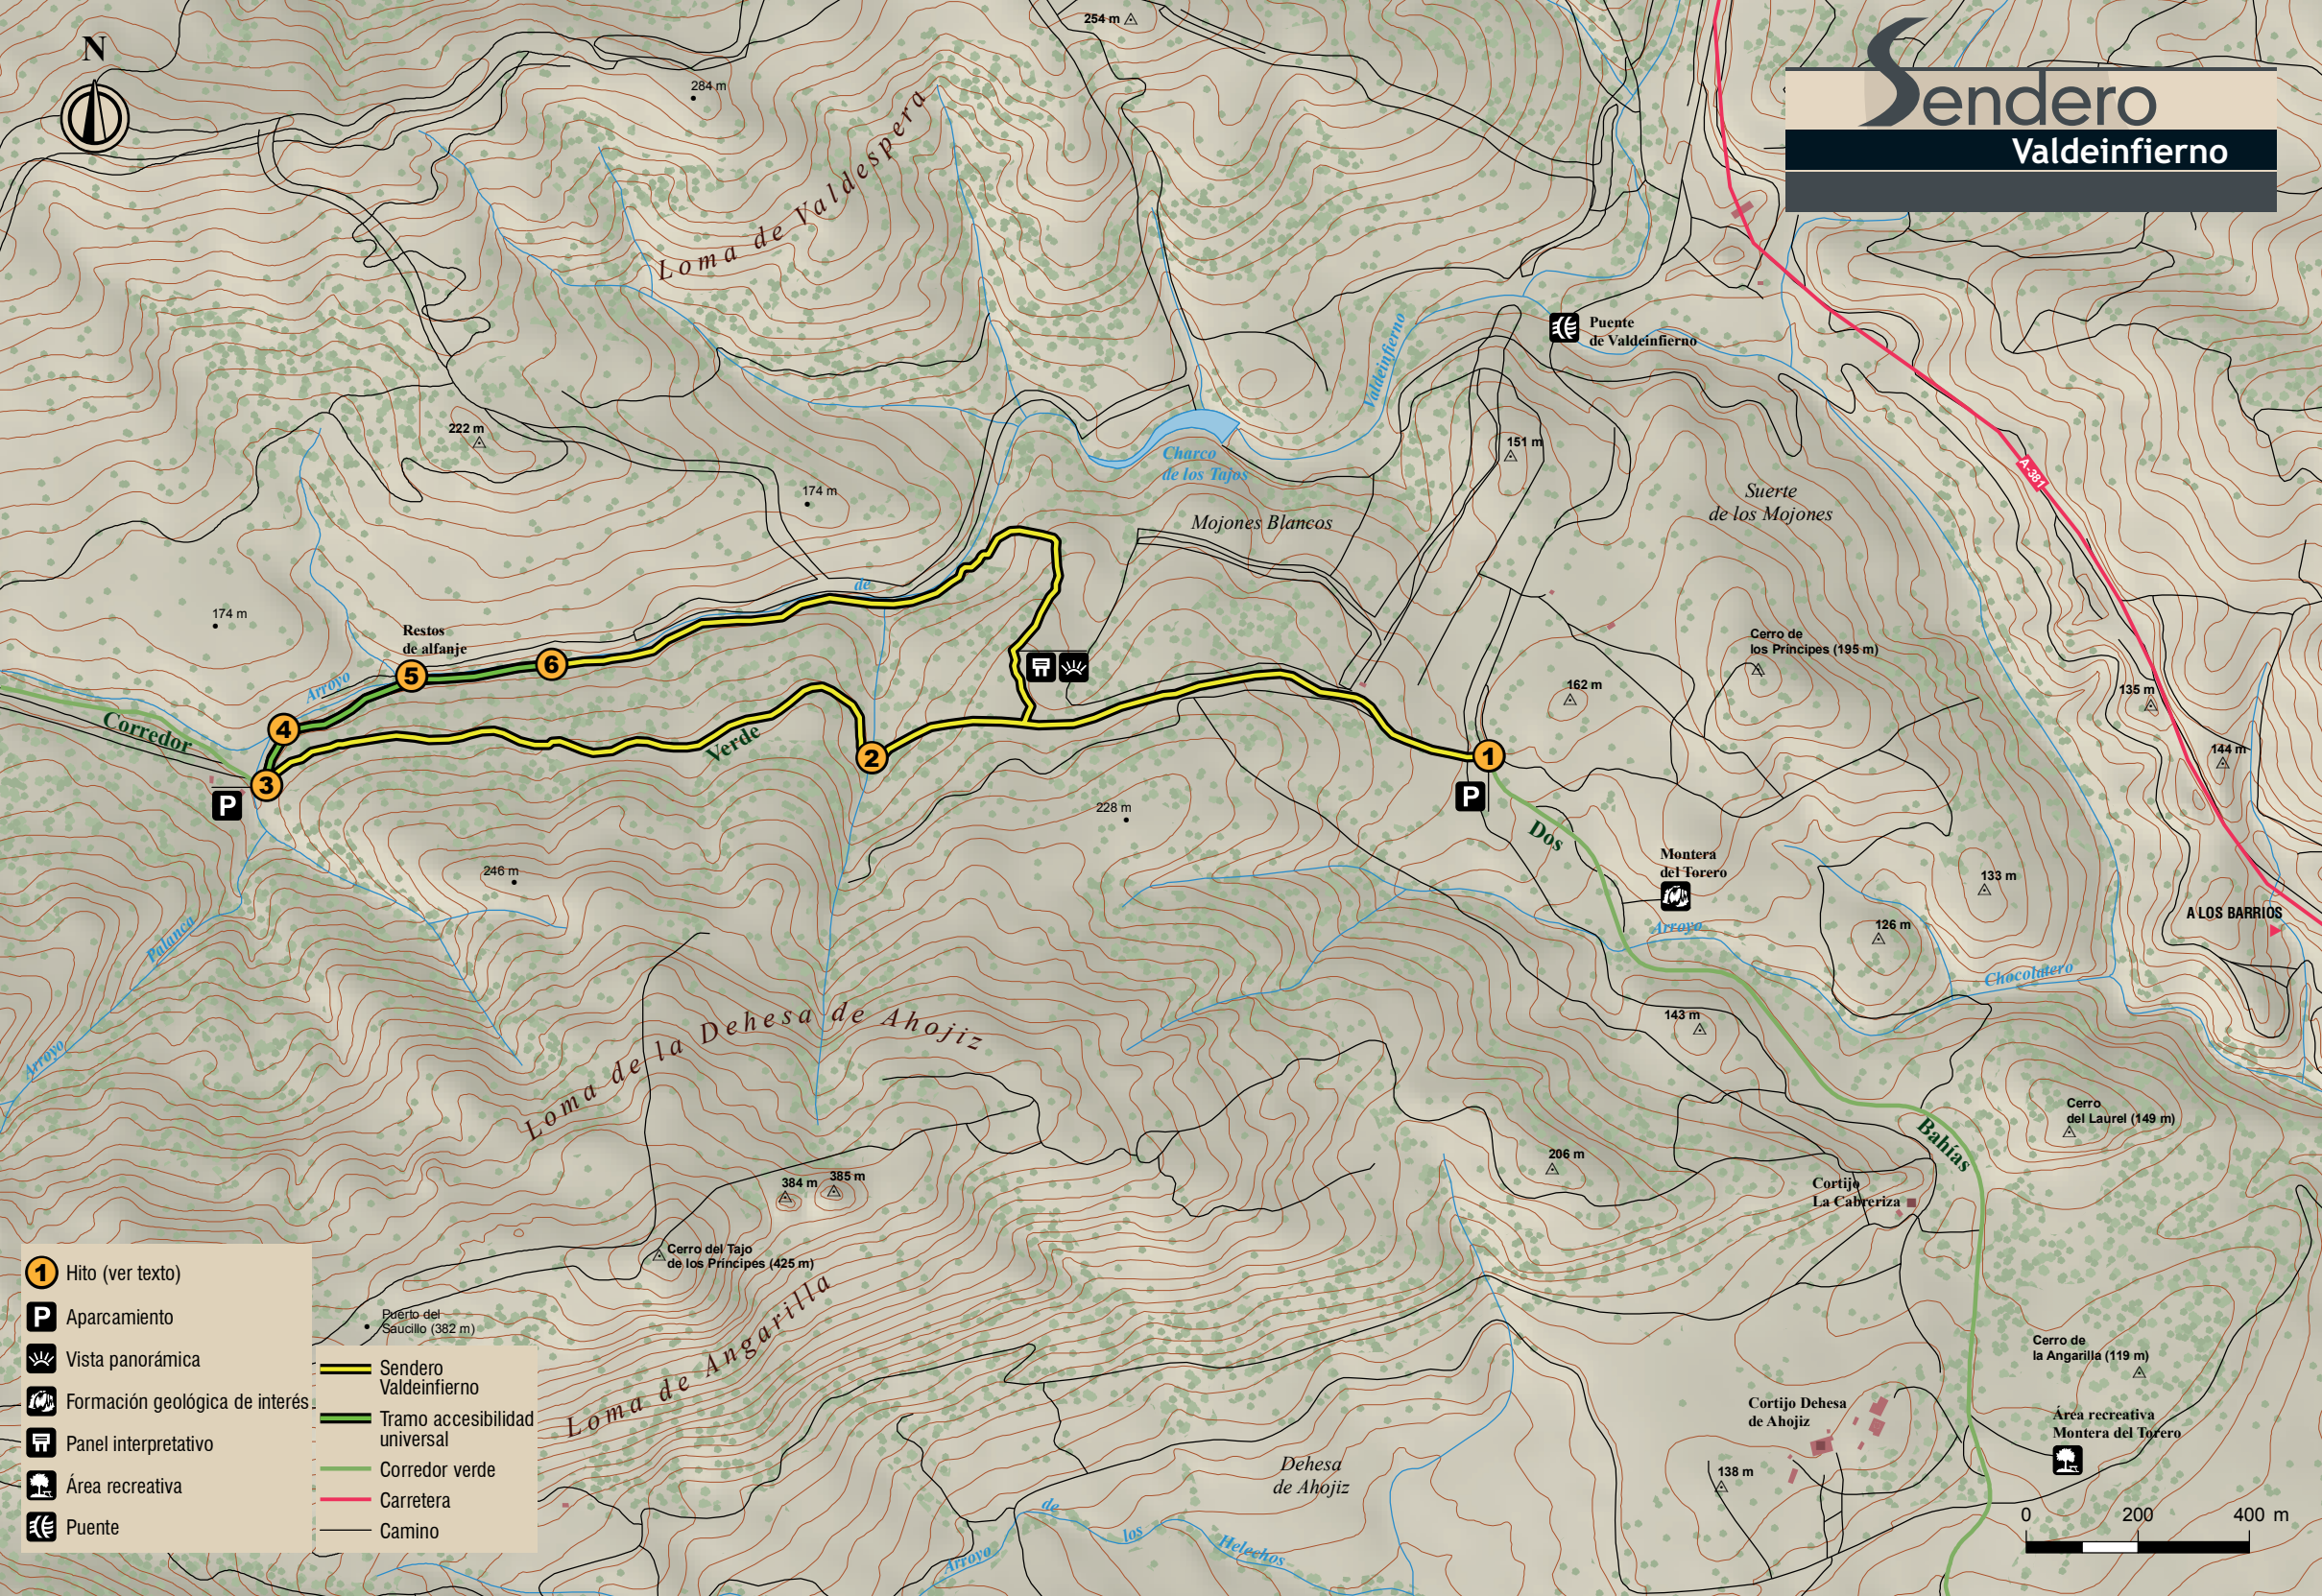 N
254 m
284 m
Sendero
Valdeinfierno
Loma de Valdespera
Valdeinfierno
Puente
de Valdeinfierno
222 m
151 m
Charco
de los Tajos
A-381
174 m
Suerte
de los Mojones
Mojones Blancos
de
174 m
Restos
de alfanje
Cerro de
los Príncipes (195 m)
5
6
Arroyo
162 m
135 m
4
Corredor
Verde
2
1
144 m
3
P
P
228 m
Dos
246 m
Montera
del Torero
133 m
A LOS BARRIOS
126 m
Arroyo
Palanca
Arroyo
Chocolatero
Loma de la Dehesa de Ahojiz
143 m
Cerro
del Laurel (149 m)
Bahías
206 m
384 m
385 m
Cortijo
La Cabreriza
Cerro del Tajo
de los Príncipes (425 m)
Puerto del
Saucillo (382 m)
Loma de Angarilla
Cerro de
la Angarilla (119 m)
Cortijo Dehesa
de Ahojiz
Área recreativa
Montera del Torero
Dehesa
de Ahojiz
138 m
Arroyo
de
los
Helechos
0 200 400 m
1 Hito (ver texto)
P Aparcamiento
Vista panorámica
Formación geológica de interés
Panel interpretativo
Área recreativa
Puente
Sendero
Valdeinfierno
Tramo accesibilidad
universal
Corredor verde
Carretera
Camino